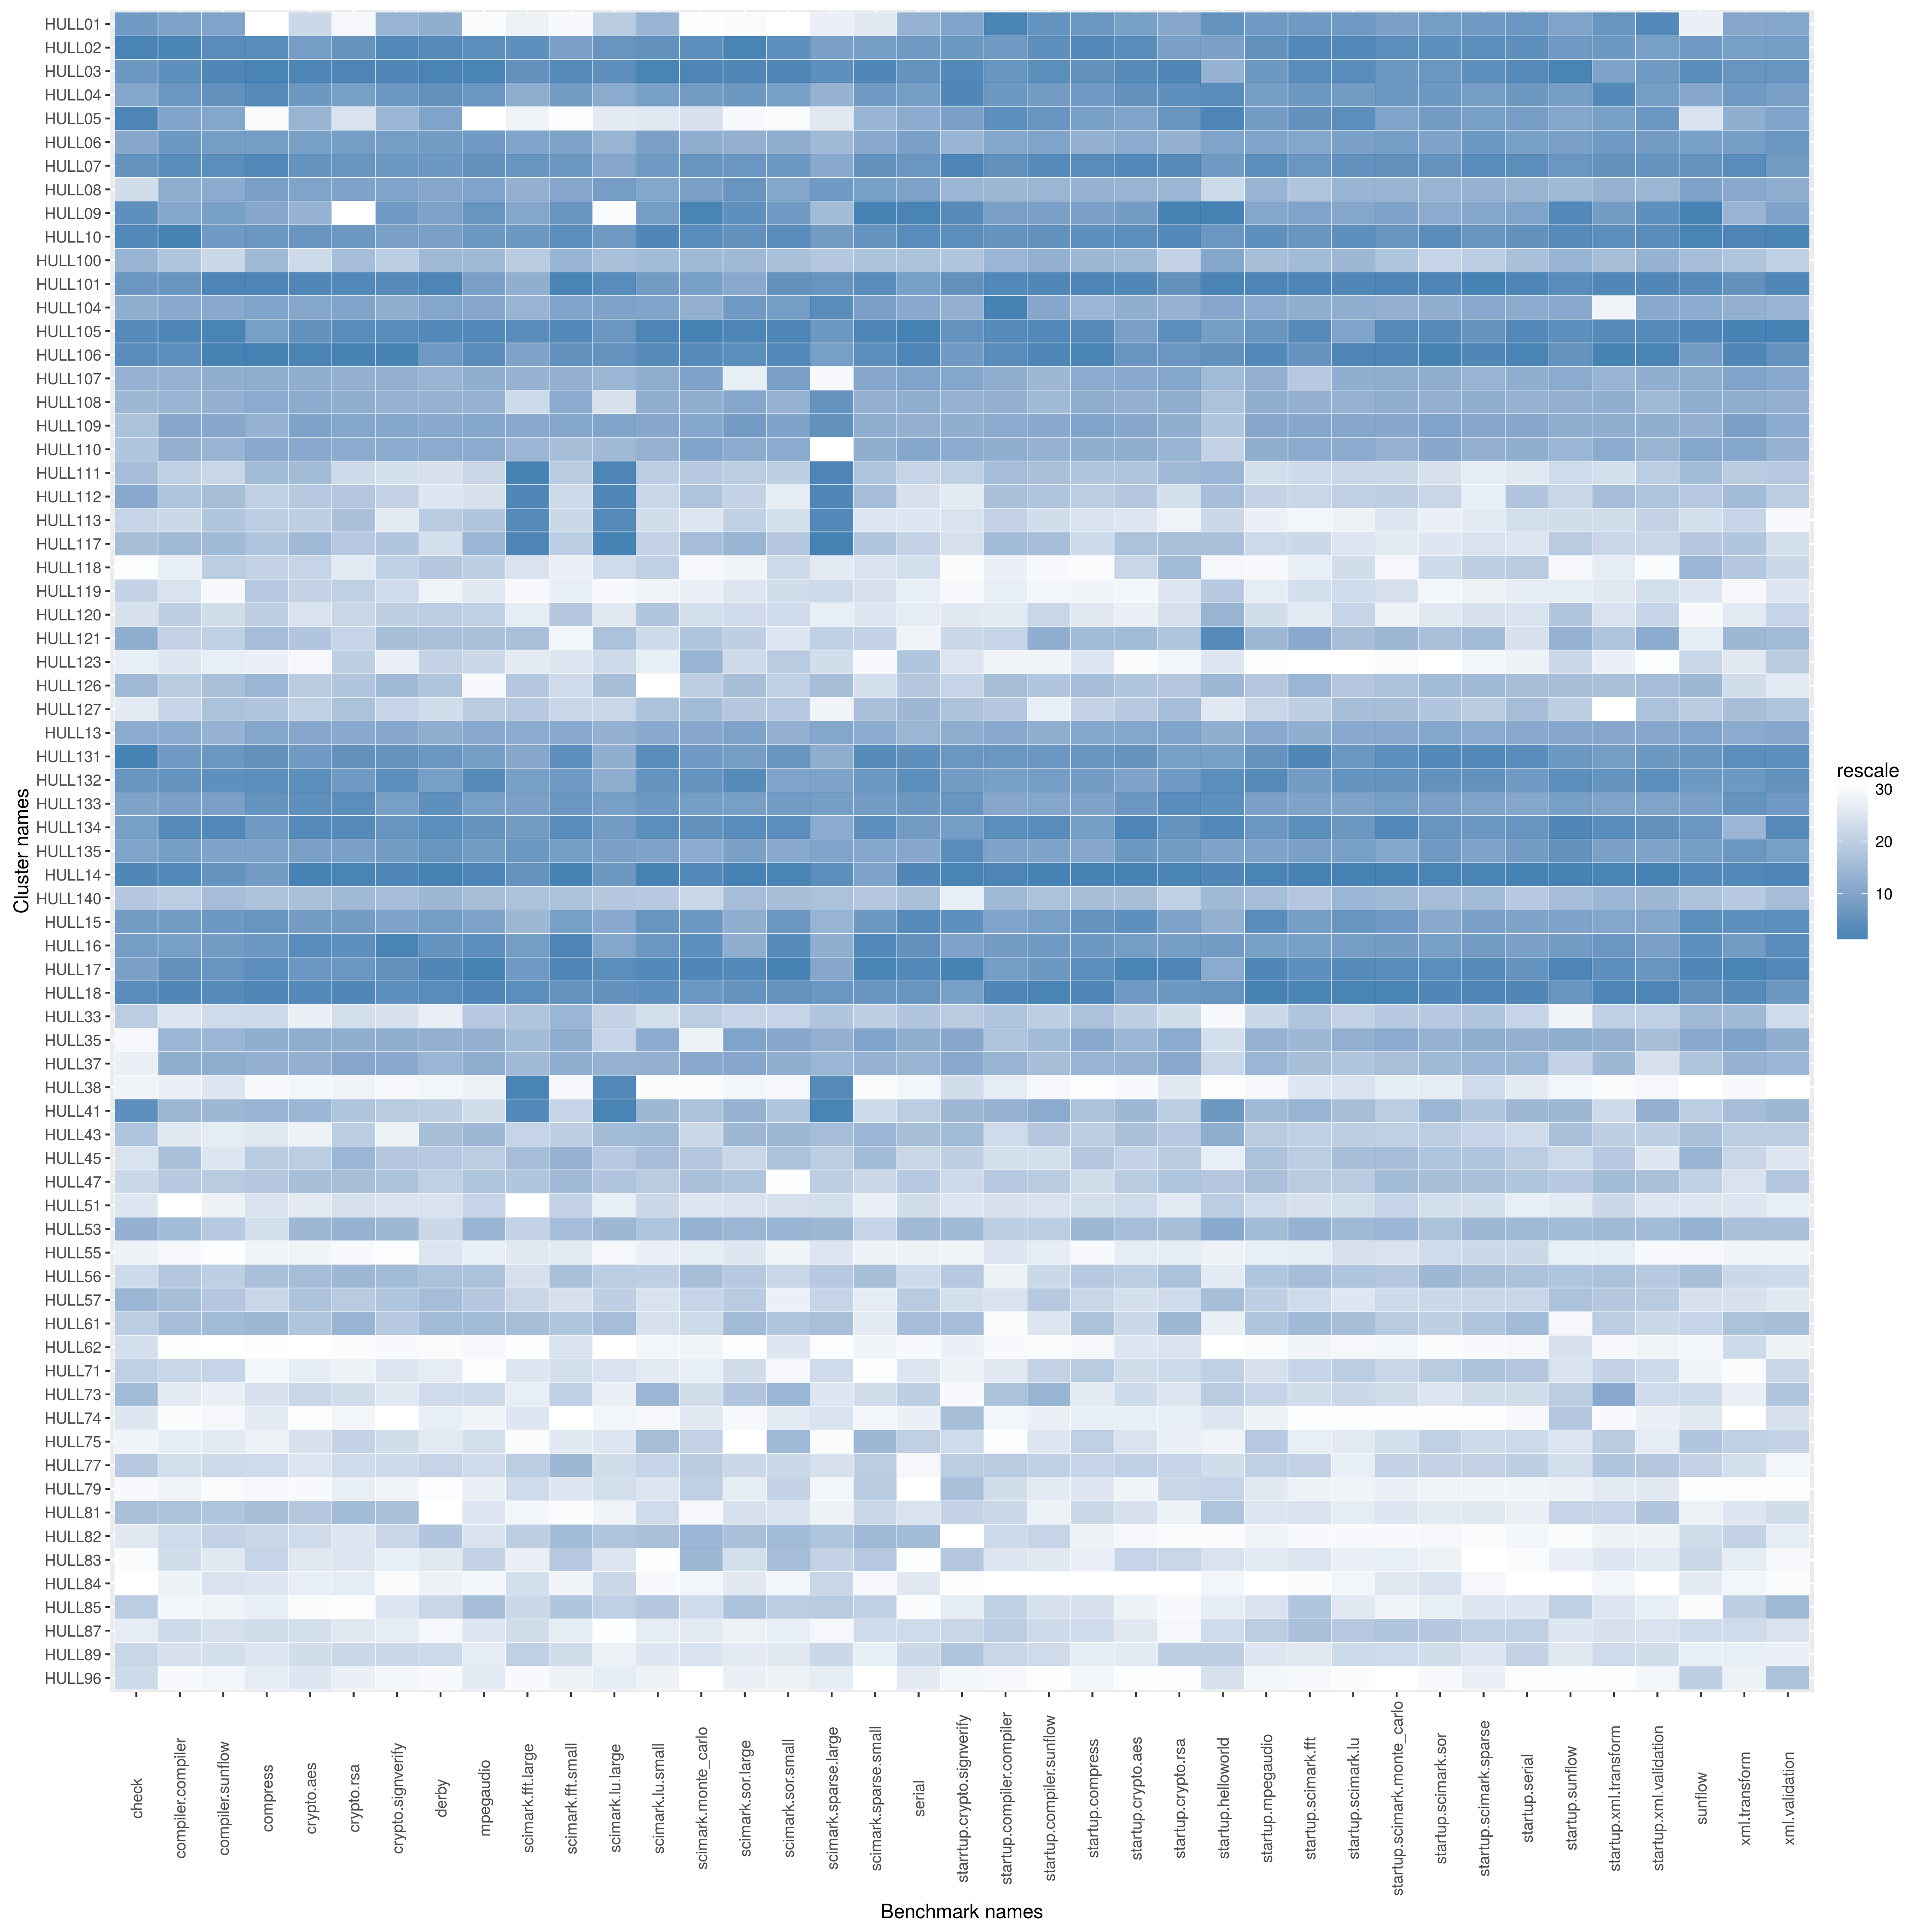 HULL01
HULL02
HULL03
HULL04
HULL05
HULL06
HULL07
HULL08
HULL09
HULL10
HULL100
HULL101
HULL104
HULL105
HULL106
HULL107
HULL108
HULL109
HULL110
HULL111
HULL112
HULL113
HULL117
HULL118
HULL119
HULL120
HULL121
HULL123
HULL126
HULL127
HULL13
HULL131
HULL132
HULL133
HULL134
HULL135
HULL14
HULL140
HULL15
HULL16
HULL17
HULL18
HULL33
HULL35
HULL37
HULL38
HULL41
HULL43
HULL45
HULL47
HULL51
HULL53
HULL55
HULL56
HULL57
HULL61
HULL62
HULL71
HULL73
HULL74
HULL75
HULL77
HULL79
HULL81
HULL82
HULL83
HULL84
HULL85
HULL87
HULL89
HULL96
Cluster names
check
compiler.compiler
compiler.sunflow
compress
crypto.aes
crypto.rsa
crypto.signverify
derby
mpegaudio
scimark.fft.large
scimark.fft.small
scimark.lu.large
scimark.lu.small
scimark.monte_carlo
scimark.sor.large
scimark.sor.small
scimark.sparse.large
scimark.sparse.small
serial
starrtup.crypto.signverify
startup.compiler.compiler
startup.compiler.sunflow
startup.compress
startup.crypto.aes
startup.crypto.rsa
startup.helloworld
startup.mpegaudio
startup.scimark.fft
startup.scimark.lu
startup.scimark.monte_carlo
startup.scimark.sor
startup.scimark.sparse
startup.serial
startup.sunflow
startup.xml.transform
startup.xml.validation
sunflow
xml.transform
xml.validation
Benchmark names
rescale
30
20
10